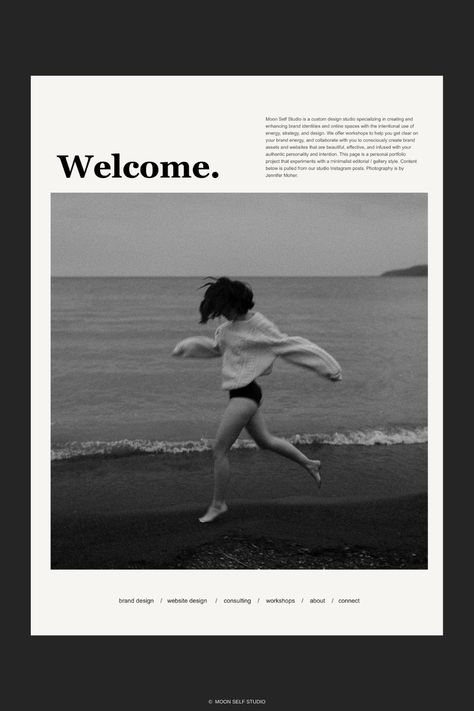 Welcome.
Moon Self Studio is a custom design studio specializing in creating and
enhancing brand identities and online spaces with the intentional use of
energy, strategy, and design. We offer workshops to help you get clear on
your brand energy, and collaborate with you to consciously create brand
assets and websites that are beautiful, effective, and infused with your
authentic personality and intention. This page is a personal portfolio
project that experiments with a minimalist editorial / gallery style. Content
below is pulled from our studio Instagram posts. Photography is by
Jennifer Moher.
brand design / website design / consulting / workshops / about / connect
© MOON SELF STUDIO